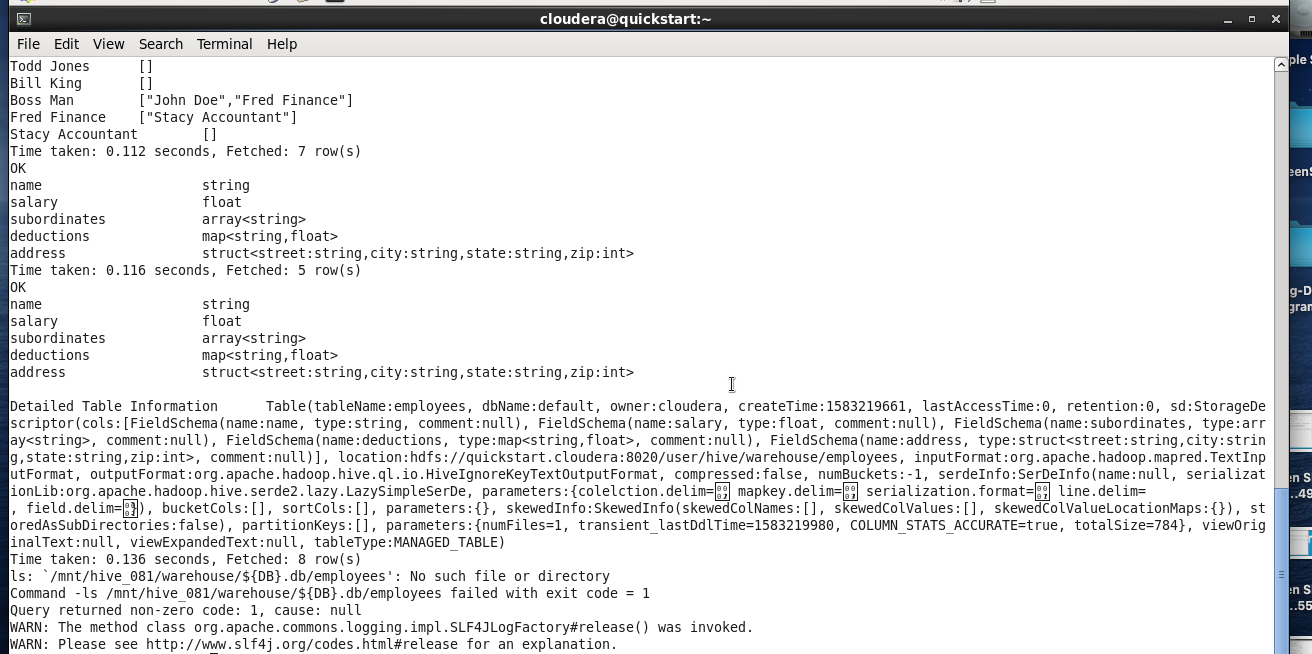 cloudera@quickstart:~
File Edit View Search Terminal Help
Todd Jones []
Bill King []
Boss Man ["John Doe","Fred Finance"]
Fred Finance ["Stacy Accountant"]
Stacy Accountant []
Time taken: 0.112 seconds, Fetched: 7 row(s)
OK
name string
salary float
subordinates array<string>
deductions map<string,float>
address struct<street:string,city:string,state:string,zip:int>
Time taken: 0.116 seconds, Fetched: 5 row(s)
OK
name string
salary float
subordinates array<string>
deductions map<string,float>
address struct<street:string,city:string,state:string,zip:int>
Detailed Table Information Table(tableName:employees, dbName:default, owner:cloudera, createTime:1583219661, lastAccessTime:0, retention:0, sd:StorageDe
scriptor(cols:[FieldSchema(name:name, type:string, comment:null), FieldSchema(name:salary, type:float, comment:null), FieldSchema(name:subordinates, type:arr
ay<string>, comment:null), FieldSchema(name:deductions, type:map<string,float>, comment:null), FieldSchema(name:address, type:struct<street:string,city:strin
g,state:string,zip:int>, comment:null)], location:hdfs://quickstart.cloudera:8020/user/hive/warehouse/employees, inputFormat:org.apache.hadoop.mapred.TextInp
utFormat, outputFormat:org.apache.hadoop.hive.ql.io.HiveIgnoreKeyTextOutputFormat, compressed:false, numBuckets:-1, serdeInfo:SerDeInfo(name:null, serializat
ionLib:org.apache.hadoop.hive.serde2.lazy.LazySimpleSerDe, parameters:{colelction.delim= mapkey.delim= serialization.format= line.delim=
, field.delim=}), bucketCols:[], sortCols:[], parameters:{}, skewedInfo:SkewedInfo(skewedColNames:[], skewedColValues:[], skewedColValueLocationMaps:{}), st
oredAsSubDirectories:false), partitionKeys:[], parameters:{numFiles=1, transient_lastDdlTime=1583219980, COLUMN_STATS_ACCURATE=true, totalSize=784}, viewOrig
inalText:null, viewExpandedText:null, tableType:MANAGED_TABLE)
Time taken: 0.136 seconds, Fetched: 8 row(s)
ls: `/mnt/hive_081/warehouse/${DB}.db/employees': No such file or directory
Command -ls /mnt/hive_081/warehouse/${DB}.db/employees failed with exit code = 1
Query returned non-zero code: 1, cause: null
WARN: The method class org.apache.commons.logging.impl.SLF4JLogFactory#release() was invoked.
WARN: Please see http://www.slf4j.org/codes.html#release for an explanation.